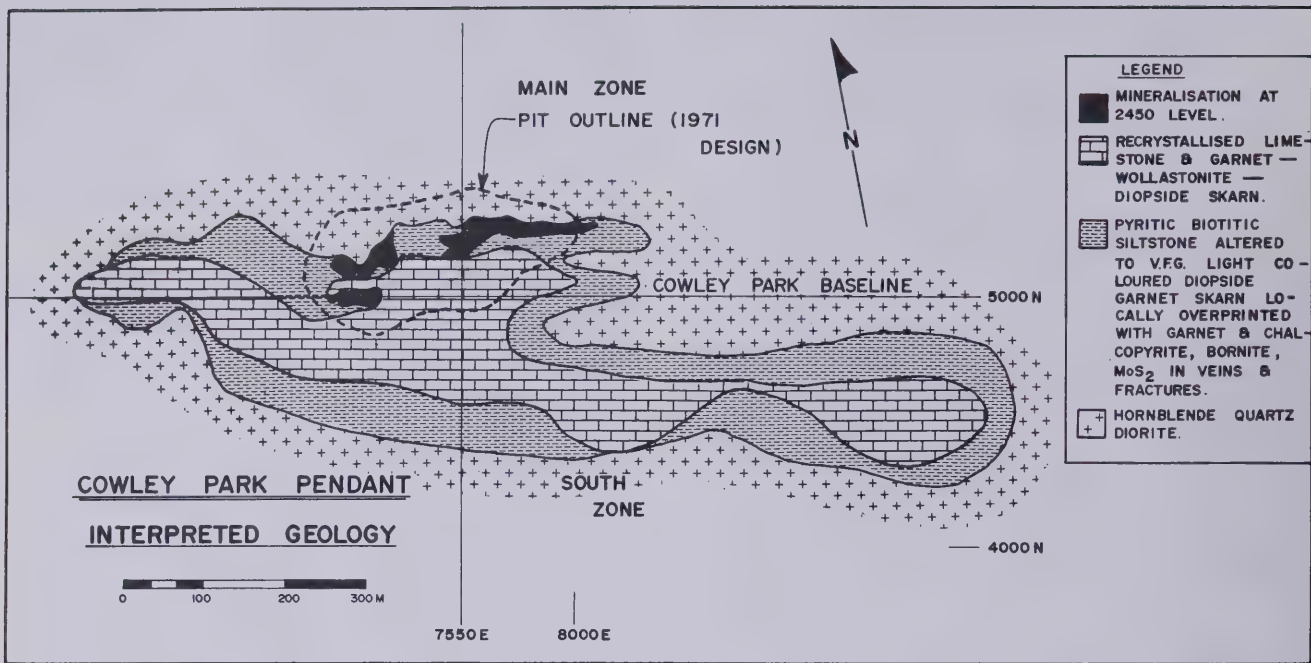 MAIN ZONE
PIT OUTLINE (1971
DESIGN)
N
COWLEY PARK BASELINE
5000 N
SOUTH
ZONE
4000 N
COWLEY PARK PENDANT
INTERPRETED GEOLOGY
0 100 200 300 M
7550 E
8000 E
LEGEND
MINERALISATION AT
2450 LEVEL.
RECRYSTALLISED LIME-
STONE & GARNET —
WOLLASTONITE —
DIOPSIDE SKARN.
PYRITIC BIOTITIC
SILTSTONE ALTERED
TO V.F.G. LIGHT CO-
LOURED DIOPSIDE
GARNET SKARN LO-
CALLY OVERPRINTED
WITH GARNET & CHAL-
COPYRITE, BORNITE,
MoS2 IN VEINS &
FRACTURES.
HORNBLENDE QUARTZ
DIORITE.